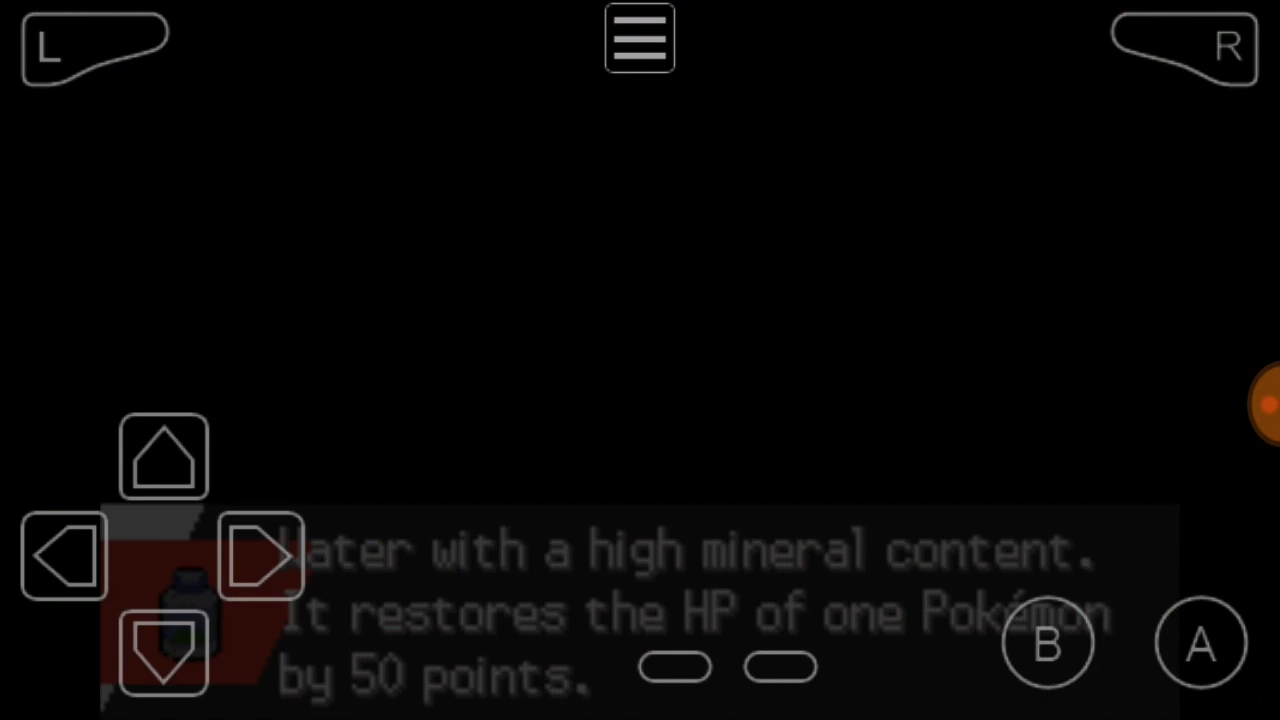 L
R
Water with a high mineral content.
It restores the HP of one Pokémon
by 50 points.
B
A